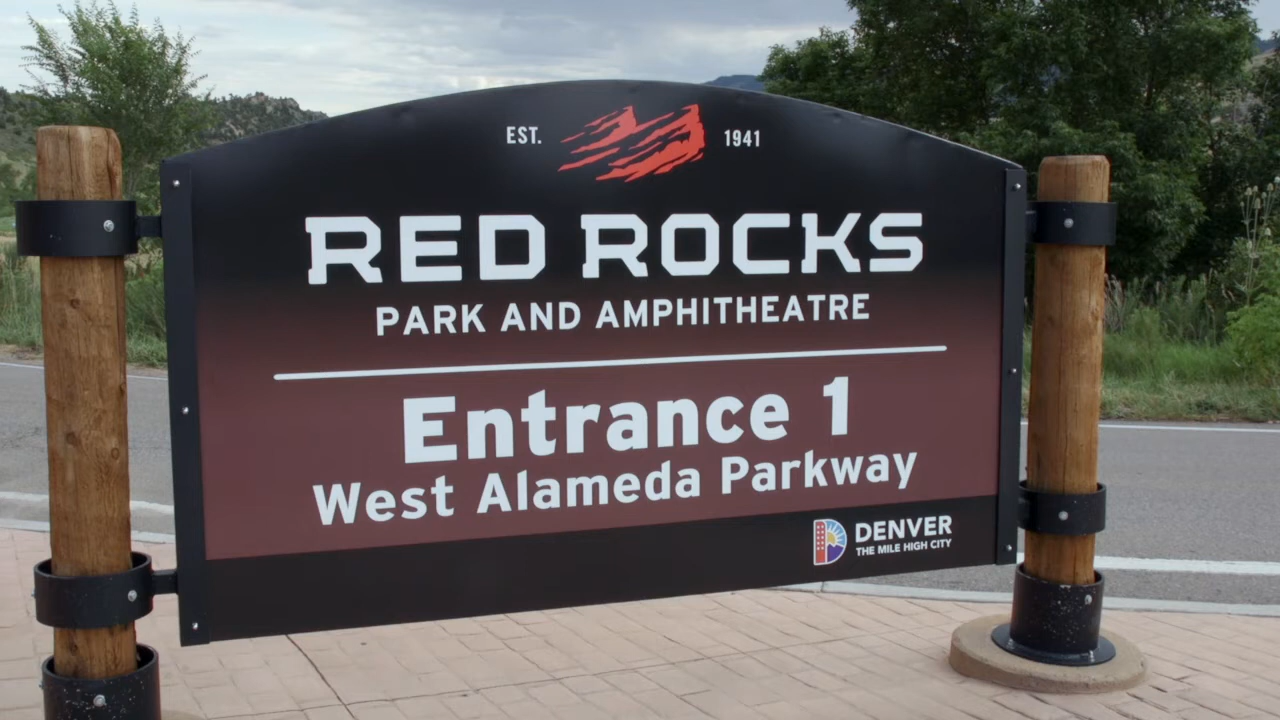 EST. 1941
RED ROCKS
PARK AND AMPHITHEATRE
Entrance 1
West Alameda Parkway
DENVER
THE MILE HIGH CITY